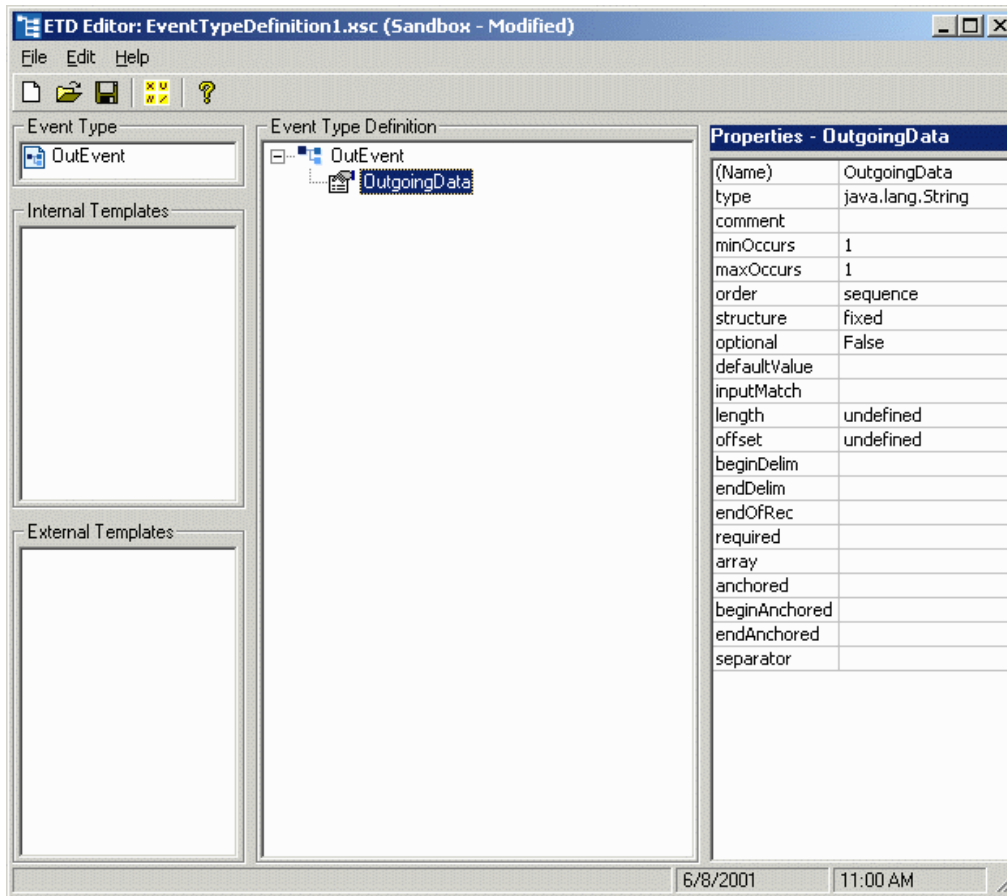 ETD Editor: EventTypeDefinition1.xsc (Sandbox - Modified)
File Edit Help
Event Type
OutEvent
Internal Templates
External Templates
Event Type Definition
OutEvent
OutgoingData
Properties - OutgoingData
(Name) OutgoingData
type java.lang.String
comment
minOccurs 1
maxOccurs 1
order sequence
structure fixed
optional False
defaultValue
inputMatch
length undefined
offset undefined
beginDelim
endDelim
endOfRec
required
array
anchored
beginAnchored
endAnchored
separator
6/8/2001 11:00 AM